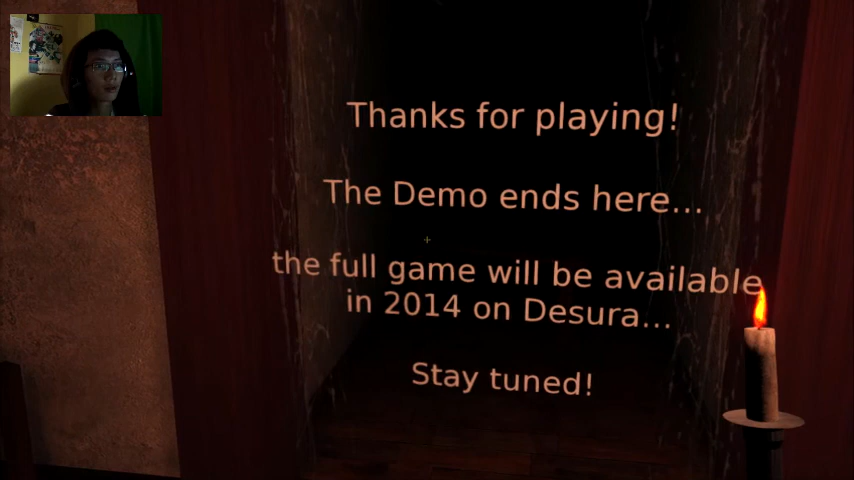 Thanks for playing!
The Demo ends here...
the full game will be available
in 2014 on Desura...
Stay tuned!